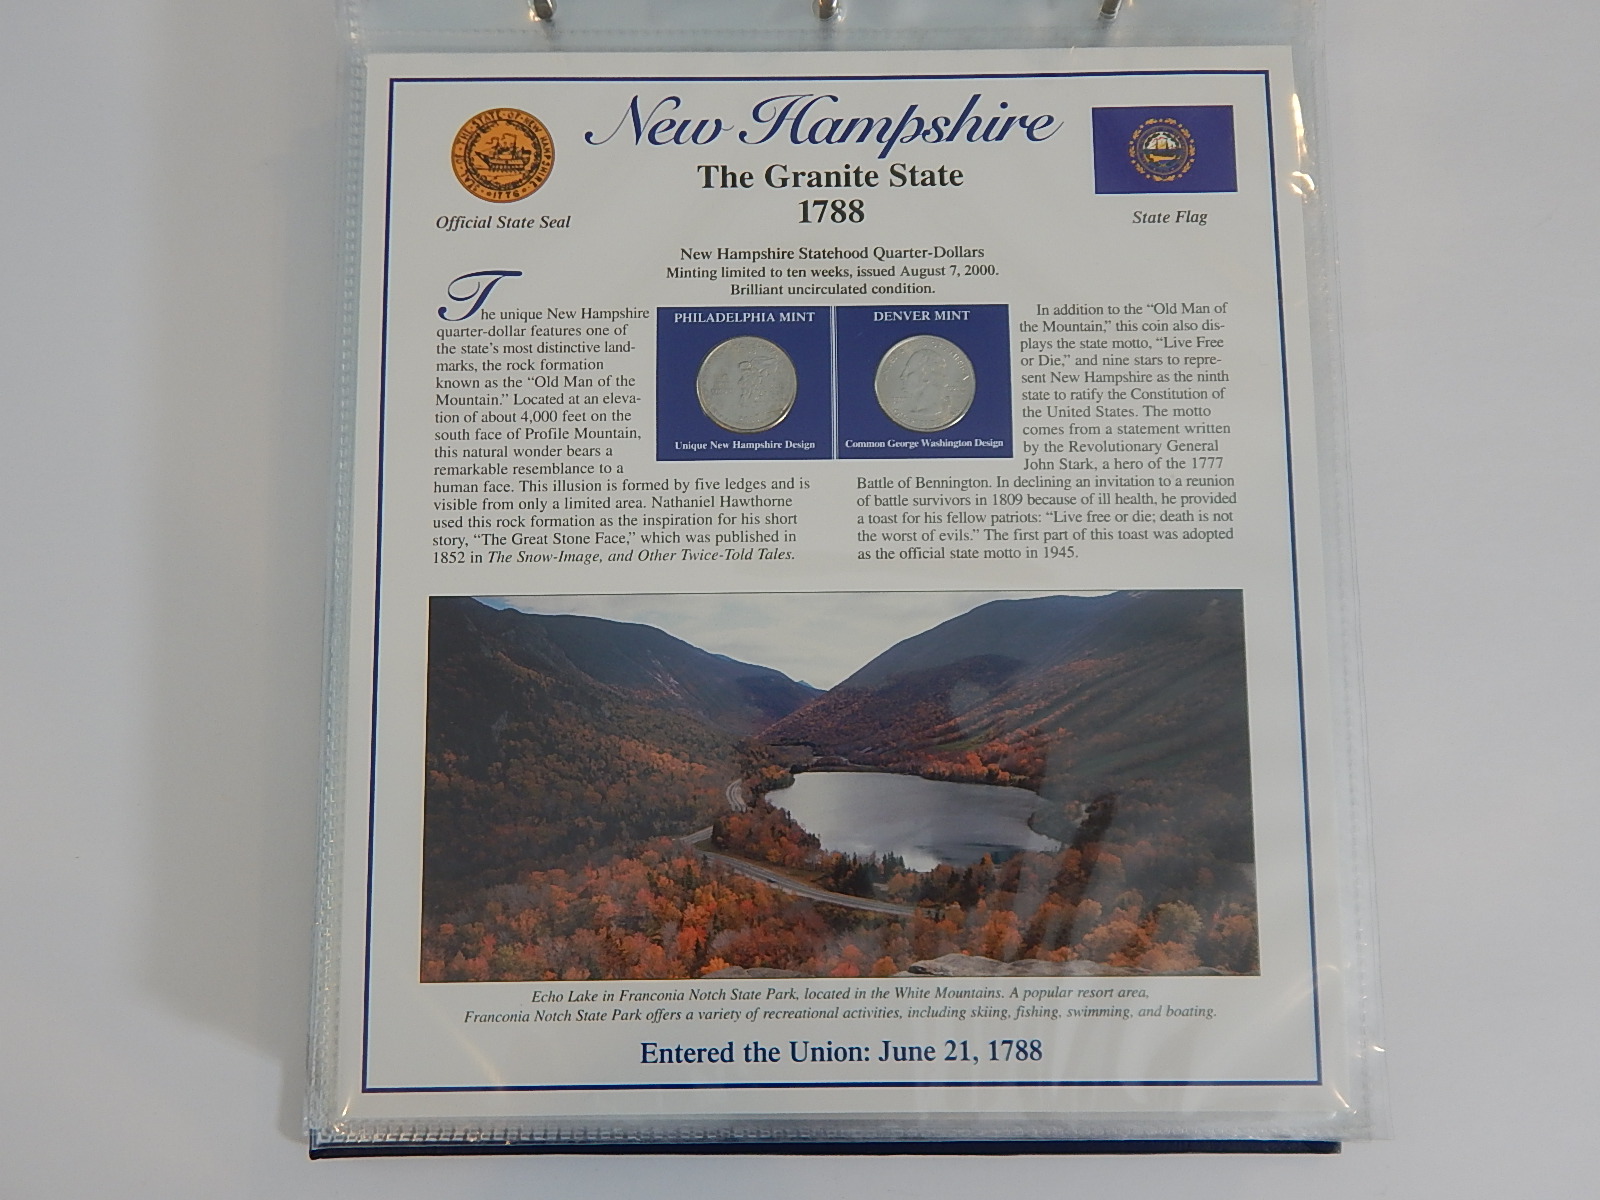 New Hampshire
The Granite State
1788
THE STATE OF NEW HAMPSHIRE
1776
Official State Seal
State Flag
New Hampshire Statehood Quarter-Dollars
Minting limited to ten weeks, issued August 7, 2000.
Brilliant uncirculated condition.
The unique New Hampshire
quarter-dollar features one of
the state's most distinctive land-
marks, the rock formation
known as the “Old Man of the
Mountain.” Located at an eleva-
tion of about 4,000 feet on the
south face of Profile Mountain,
this natural wonder bears a
remarkable resemblance to a
human face. This illusion is formed by five ledges and is
visible from only a limited area. Nathaniel Hawthorne
used this rock formation as the inspiration for his short
story, “The Great Stone Face,” which was published in
1852 in The Snow-Image, and Other Twice-Told Tales.
PHILADELPHIA MINT
Unique New Hampshire Design
DENVER MINT
Common George Washington Design
In addition to the “Old Man of
the Mountain,” this coin also dis-
plays the state motto, “Live Free
or Die,” and nine stars to repre-
sent New Hampshire as the ninth
state to ratify the Constitution of
the United States. The motto
comes from a statement written
by the Revolutionary General
John Stark, a hero of the 1777
Battle of Bennington. In declining an invitation to a reunion
of battle survivors in 1809 because of ill health, he provided
a toast for his fellow patriots: “Live free or die; death is not
the worst of evils.” The first part of this toast was adopted
as the official state motto in 1945.
Echo Lake in Franconia Notch State Park, located in the White Mountains. A popular resort area,
Franconia Notch State Park offers a variety of recreational activities, including skiing, fishing, swimming, and boating.
Entered the Union: June 21, 1788